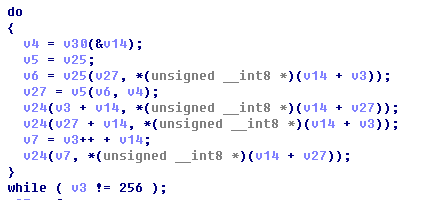 do
{
v4 = v30(&v14);
v5 = v25;
v6 = v25(v27, *(unsigned __int8 *)(v14 + v3));
v27 = v5(v6, v4);
v24(v3 + v14, *(unsigned __int8 *)(v14 + v27));
v24(v27 + v14, *(unsigned __int8 *)(v14 + v3));
v7 = v3++ + v14;
v24(v7, *(unsigned __int8 *)(v14 + v27));
}
while ( v3 != 256 );